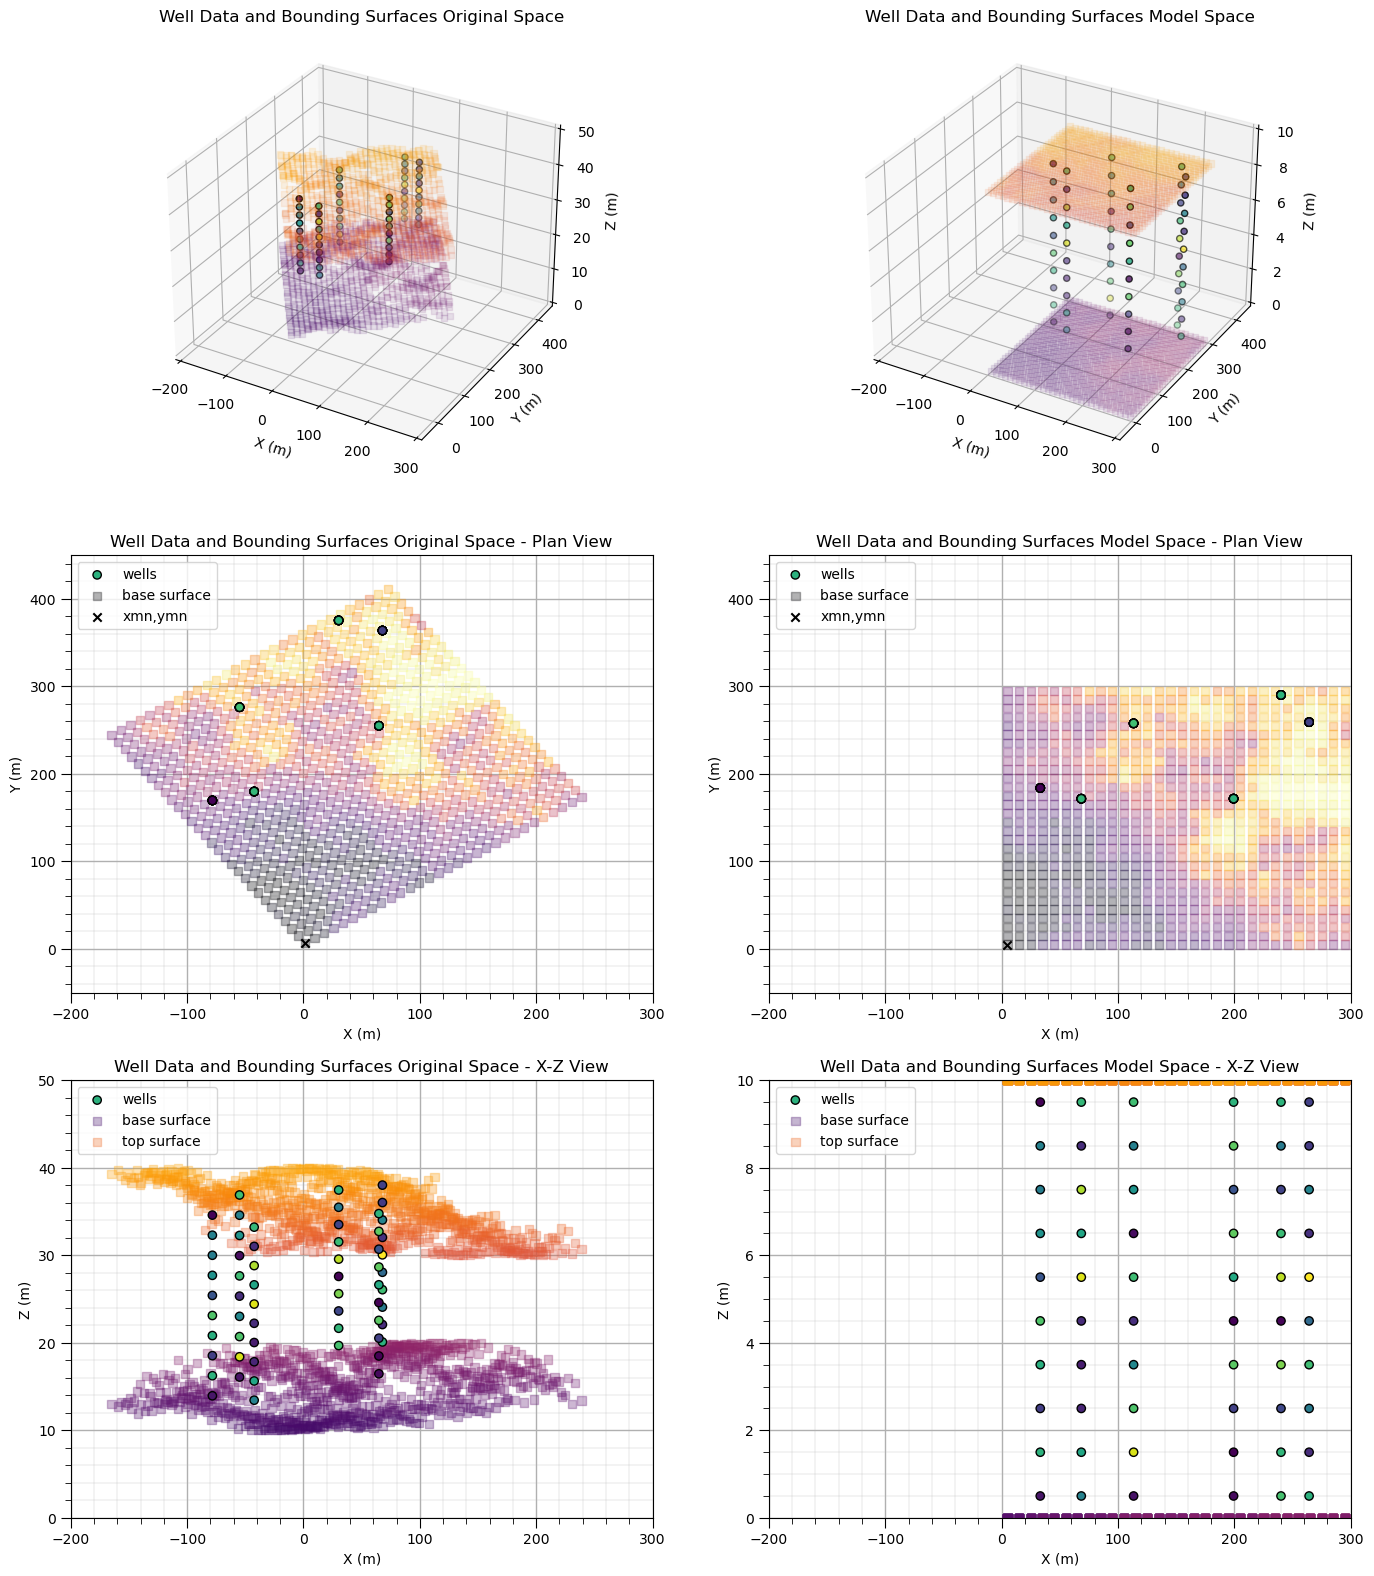 Well Data and Bounding Surfaces Original Space
50
40
30
20
10
0
Z (m)
400
300
200
100
0
Y (m)
−200
−100
0
100
200
300
X (m)
Well Data and Bounding Surfaces Model Space
10
8
6
4
2
0
Z (m)
400
300
200
100
0
Y (m)
−200
−100
0
100
200
300
X (m)
Well Data and Bounding Surfaces Original Space - Plan View
wells
base surface
xmn,ymn
400
300
200
100
0
Y (m)
−200
−100
0
100
200
300
X (m)
Well Data and Bounding Surfaces Model Space - Plan View
wells
base surface
xmn,ymn
400
300
200
100
0
Y (m)
−200
−100
0
100
200
300
X (m)
Well Data and Bounding Surfaces Original Space - X-Z View
wells
base surface
top surface
50
40
30
20
10
0
Z (m)
−200
−100
0
100
200
300
X (m)
Well Data and Bounding Surfaces Model Space - X-Z View
wells
base surface
top surface
10
8
6
4
2
0
Z (m)
−200
−100
0
100
200
300
X (m)